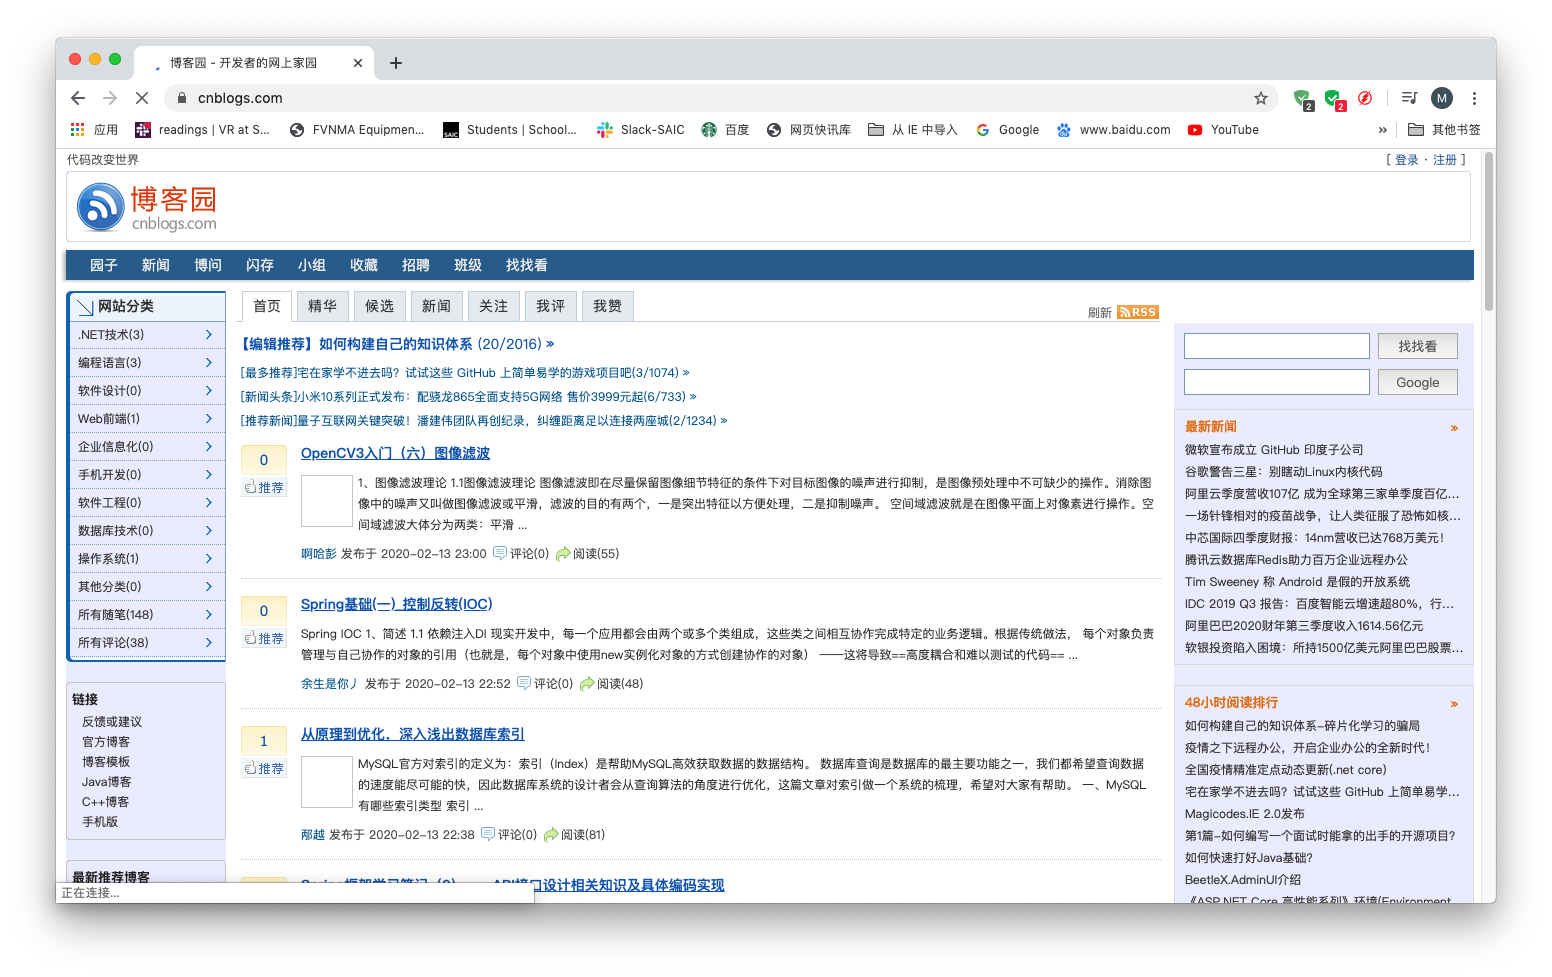 博客园 - 开发者的网上家园
cnblogs.com
2
2
M
应用
readings | VR at S...
FVNMA Equipmen...
SAIC
Students | School...
Slack-SAIC
百度
网页快讯库
从 IE 中导入
Google
www.baidu.com
YouTube
»
其他书签
代码改变世界
[ 登录 · 注册 ]
博客园
cnblogs.com
园子 新闻 博问 闪存 小组 收藏 招聘 班级 找找看
网站分类
.NET技术(3)
编程语言(3)
软件设计(0)
Web前端(1)
企业信息化(0)
手机开发(0)
软件工程(0)
数据库技术(0)
操作系统(1)
其他分类(0)
所有随笔(148)
所有评论(38)
链接
反馈或建议
官方博客
博客模板
Java博客
C++博客
手机版
最新推荐博客
正在连接...
首页 精华 候选 新闻 关注 我评 我赞
刷新 RSS
【编辑推荐】如何构建自己的知识体系 (20/2016) »
[最多推荐]宅在家学不进去吗？试试这些 GitHub 上简单易学的游戏项目吧(3/1074) »
[新闻头条]小米10系列正式发布：配骁龙865全面支持5G网络 售价3999元起(6/733) »
[推荐新闻]量子互联网关键突破！潘建伟团队再创纪录，纠缠距离足以连接两座城(2/1234) »
0
推荐
OpenCV3入门（六）图像滤波
1、图像滤波理论 1.1图像滤波理论 图像滤波即在尽量保留图像细节特征的条件下对目标图像的噪声进行抑制，是图像预处理中不可缺少的操作。消除图
像中的噪声又叫做图像滤波或平滑，滤波的目的有两个，一是突出特征以方便处理，二是抑制噪声。 空间域滤波就是在图像平面上对像素进行操作。空
间域滤波大体分为两类：平滑 ...
啊哈彭 发布于 2020-02-13 23:00 评论(0) 阅读(55)
0
推荐
Spring基础(一)_控制反转(IOC)
Spring IOC 1、简述 1.1 依赖注入DI 现实开发中，每一个应用都会由两个或多个类组成，这些类之间相互协作完成特定的业务逻辑。根据传统做法， 每个对象负责
管理与自己协作的对象的引用（也就是，每个对象中使用new实例化对象的方式创建协作的对象） ——这将导致==高度耦合和难以测试的代码== ...
余生是你丿 发布于 2020-02-13 22:52 评论(0) 阅读(48)
1
推荐
从原理到优化，深入浅出数据库索引
MySQL官方对索引的定义为：索引（Index）是帮助MySQL高效获取数据的数据结构。 数据库查询是数据库的最主要功能之一，我们都希望查询数据
的速度能尽可能的快，因此数据库系统的设计者会从查询算法的角度进行优化，这篇文章对索引做一个系统的梳理，希望对大家有帮助。 一、MySQL
有哪些索引类型 索引 ...
邴越 发布于 2020-02-13 22:38 评论(0) 阅读(81)
API接口设计相关知识及具体编码实现
找找看
Google
最新新闻 »
微软宣布成立 GitHub 印度子公司
谷歌警告三星：别瞎动Linux内核代码
阿里云季度营收107亿 成为全球第三家单季度百亿...
一场针锋相对的疫苗战争，让人类征服了恐怖如核...
中芯国际四季度财报：14nm营收已达768万美元！
腾讯云数据库Redis助力百万企业远程办公
Tim Sweeney 称 Android 是假的开放系统
IDC 2019 Q3 报告：百度智能云增速超80%，行...
阿里巴巴2020财年第三季度收入1614.56亿元
软银投资陷入困境：所持1500亿美元阿里巴巴股票...
48小时阅读排行 »
如何构建自己的知识体系-碎片化学习的骗局
疫情之下远程办公，开启企业办公的全新时代！
全国疫情精准定点动态更新(.net core)
宅在家学不进去吗？试试这些 GitHub 上简单易学...
Magicodes.IE 2.0发布
第1篇-如何编写一个面试时能拿的出手的开源项目?
如何快速打好Java基础?
BeetleX.AdminUI介绍
《ASP.NET Core 高性能系列》环境(Environment